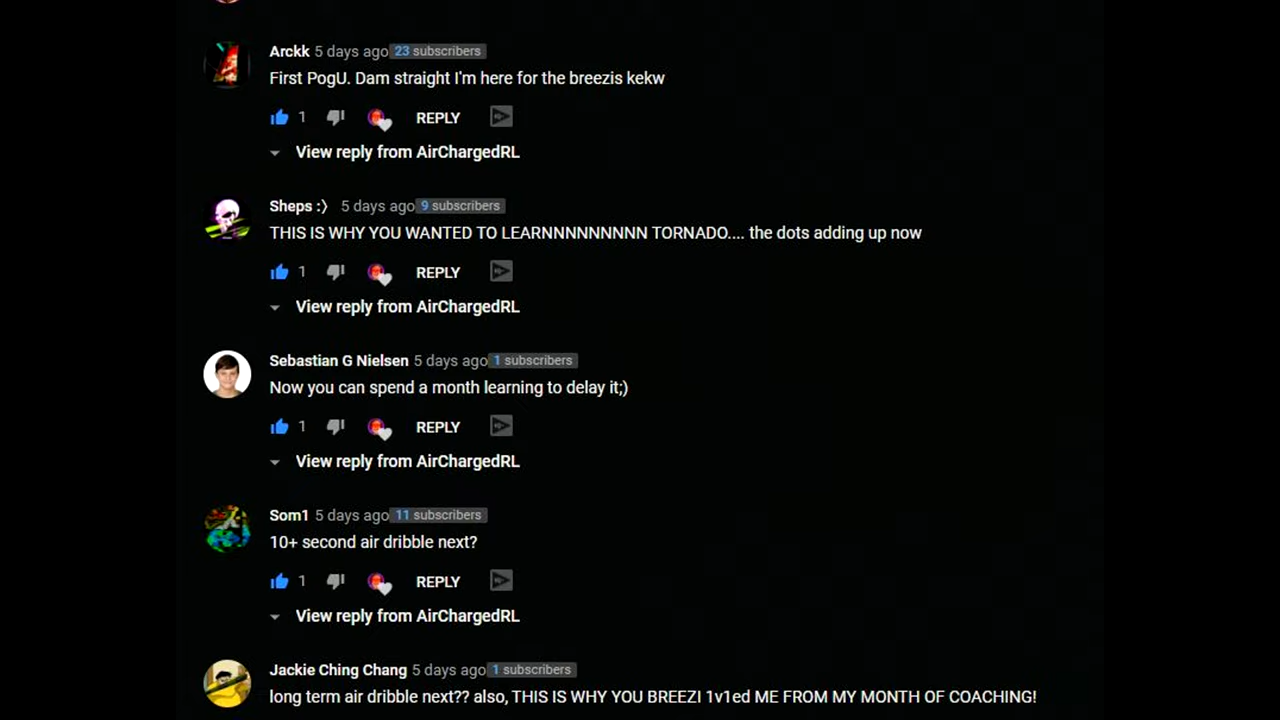 Arckk 5 days ago 23 subscribers
First PogU. Dam straight I'm here for the breezis kekw
1 REPLY
View reply from AirChargedRL
Sheps :) 5 days ago 9 subscribers
THIS IS WHY YOU WANTED TO LEARNNNNNNNNN TORNADO.... the dots adding up now
1 REPLY
View reply from AirChargedRL
Sebastian G Nielsen 5 days ago 1 subscribers
Now you can spend a month learning to delay it;)
1 REPLY
View reply from AirChargedRL
Som1 5 days ago 11 subscribers
10+ second air dribble next?
1 REPLY
View reply from AirChargedRL
Jackie Ching Chang 5 days ago 1 subscribers
long term air dribble next?? also, THIS IS WHY YOU BREEZI 1v1ed ME FROM MY MONTH OF COACHING!